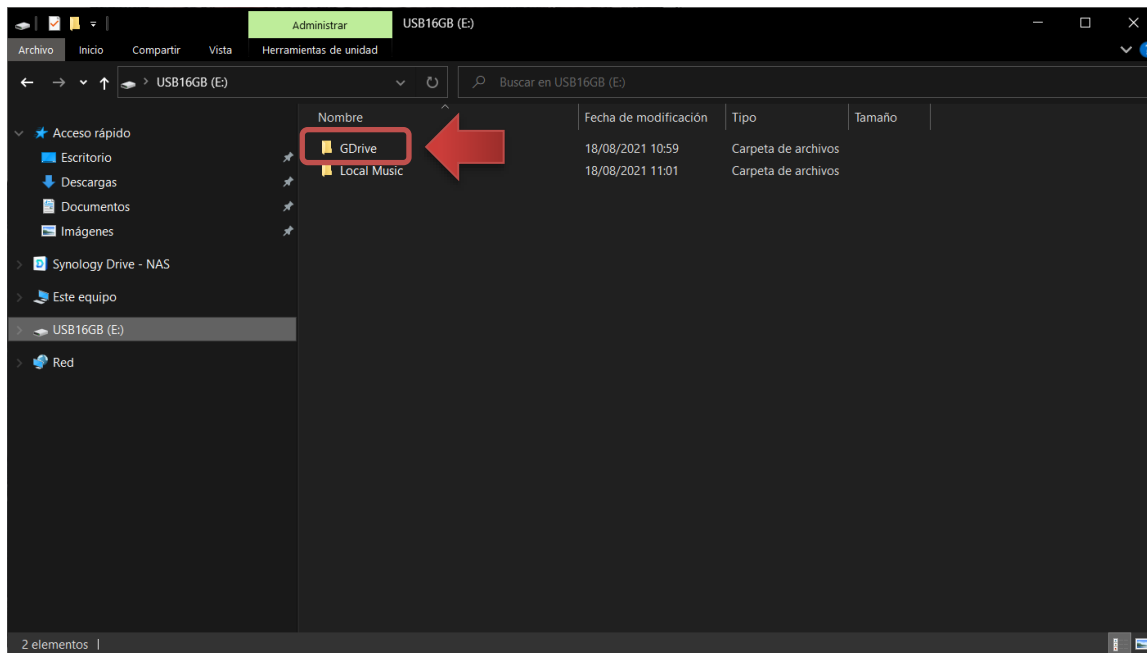 Administrar USB16GB (E:)
Archivo Inicio Compartir Vista Herramientas de unidad
USB16GB (E:) Buscar en USB16GB (E:)
Nombre Fecha de modificación Tipo Tamaño
Acceso rápido
Escritorio
Descargas
Documentos
Imágenes
Synology Drive - NAS
Este equipo
USB16GB (E:)
Red
GDrive 18/08/2021 10:59 Carpeta de archivos
Local Music 18/08/2021 11:01 Carpeta de archivos
2 elementos